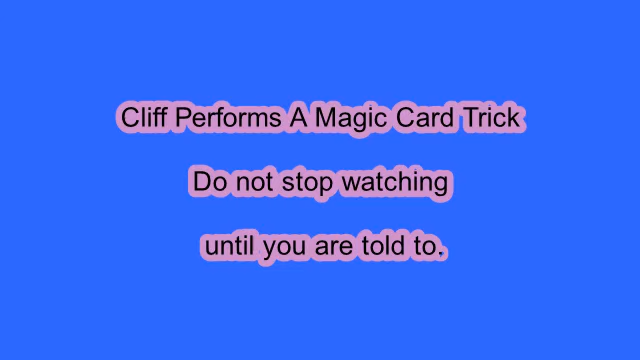 Cliff Performs A Magic Card Trick
Do not stop watching
until you are told to.